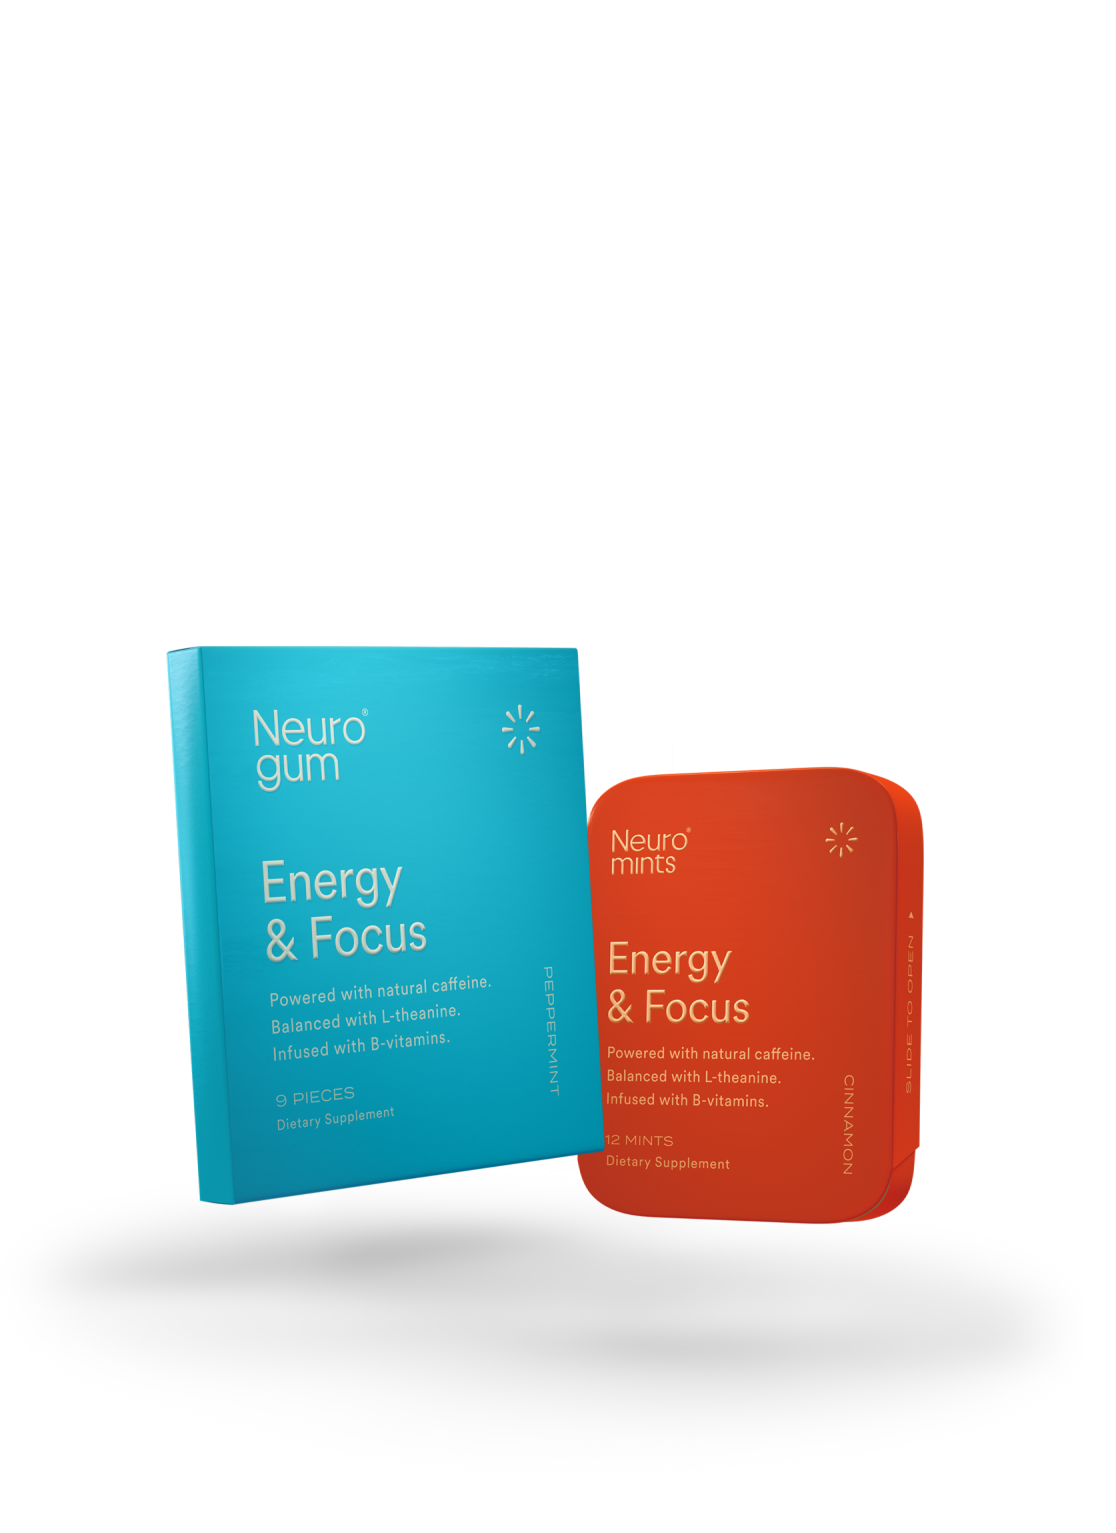 Neuro®
gum
Energy
& Focus
Powered with natural caffeine.
Balanced with L-theanine.
Infused with B-vitamins.
9 PIECES
Dietary Supplement
PEPPERMINT
Neuro®
mints
Energy
& Focus
Powered with natural caffeine.
Balanced with L-theanine.
Infused with B-vitamins.
12 MINTS
Dietary Supplement
CINNAMON
SLIDE TO OPEN